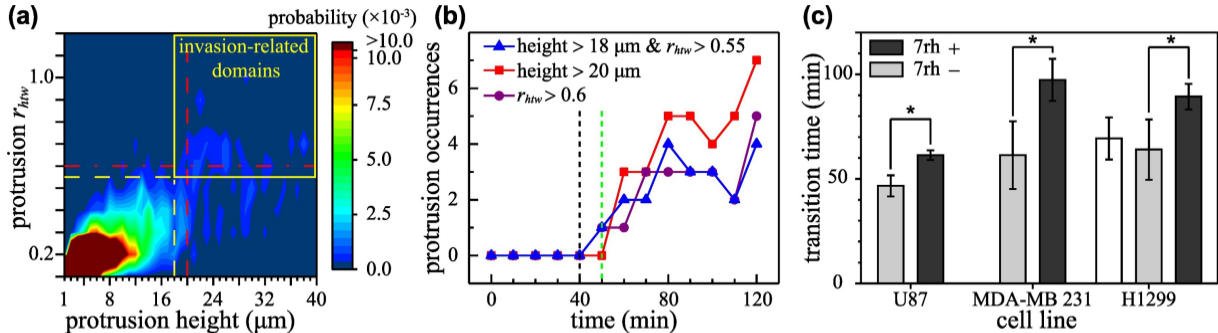 (a)
probability (×10⁻³)
>10.0
10.0
7.5
5.0
2.5
0.0
invasion-related
domains
protrusion r_htw
1.0
0.2
1 8 16 24 32 40
protrusion height (μm)
(b)
height > 18 μm & r_htw > 0.55
height > 20 μm
r_htw > 0.6
protrusion occurrences
6
4
2
0
0 40 80 120
time (min)
(c)
7rh +
7rh −
* * *
transition time (min)
100
50
0
U87 MDA-MB 231 H1299
cell line